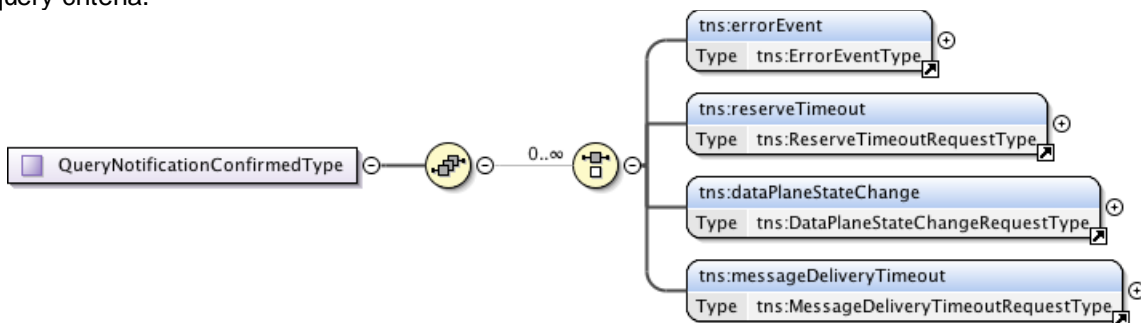 query criteria.
tns:errorEvent
Type tns:ErrorEventType
tns:reserveTimeout
Type tns:ReserveTimeoutRequestType
QueryNotificationConfirmedType
0..∞
tns:dataPlaneStateChange
Type tns:DataPlaneStateChangeRequestType
tns:messageDeliveryTimeout
Type tns:MessageDeliveryTimeoutRequestType